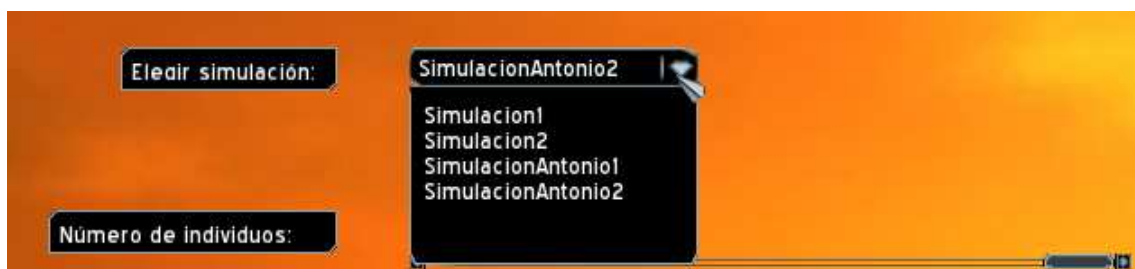 Elegir simulación:
SimulacionAntonio2
Simulacion1
Simulacion2
SimulacionAntonio1
SimulacionAntonio2
Número de individuos: